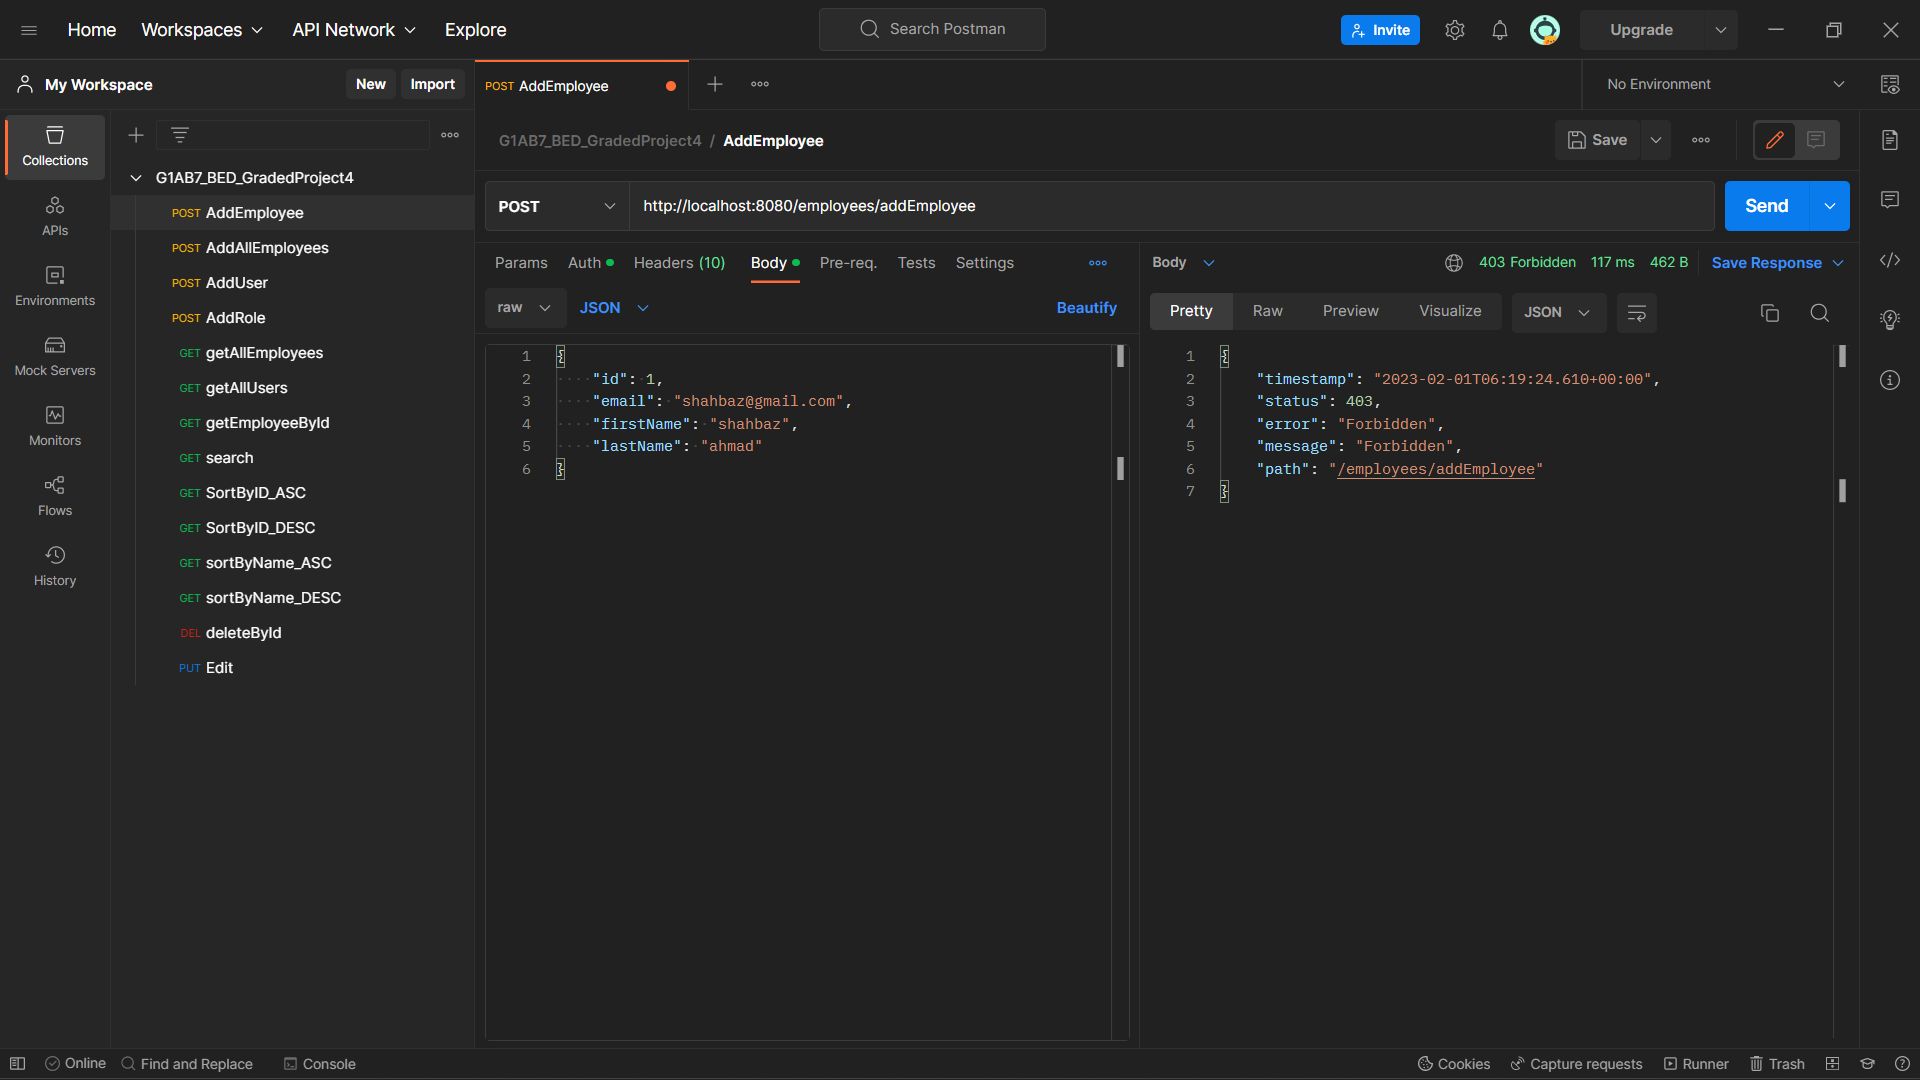 Home Workspaces API Network Explore
Search Postman
Invite
Upgrade
My Workspace
New Import
POST AddEmployee
No Environment
Collections
APIs
Environments
Mock Servers
Monitors
Flows
History
G1AB7_BED_GradedProject4
POST AddEmployee
POST AddAllEmployees
POST AddUser
POST AddRole
GET getAllEmployees
GET getAllUsers
GET getEmployeeById
GET search
GET SortByID_ASC
GET SortByID_DESC
GET sortByName_ASC
GET sortByName_DESC
DEL deleteById
PUT Edit
G1AB7_BED_GradedProject4 / AddEmployee
Save
POST http://localhost:8080/employees/addEmployee
Send
Params Auth Headers (10) Body Pre-req. Tests Settings
raw JSON Beautify
1 {
2 "id": 1,
3 "email": "shahbaz@gmail.com",
4 "firstName": "shahbaz",
5 "lastName": "ahmad"
6 }
Body 403 Forbidden 117 ms 462 B Save Response
Pretty Raw Preview Visualize JSON
1 {
2 "timestamp": "2023-02-01T06:19:24.610+00:00",
3 "status": 403,
4 "error": "Forbidden",
5 "message": "Forbidden",
6 "path": "/employees/addEmployee"
7 }
Online Find and Replace Console
Cookies Capture requests Runner Trash